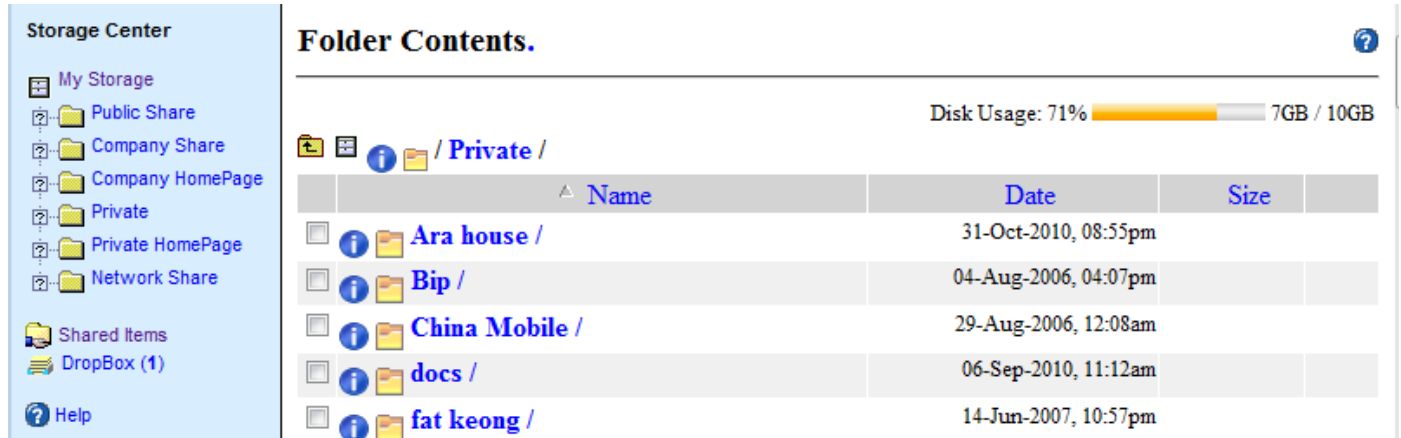 Storage Center
My Storage
Public Share
Company Share
Company HomePage
Private
Private HomePage
Network Share
Shared Items
DropBox (1)
Help
Folder Contents.
Disk Usage: 71% 7GB / 10GB
/ Private /
Name Date Size
Ara house / 31-Oct-2010, 08:55pm
Bip / 04-Aug-2006, 04:07pm
China Mobile / 29-Aug-2006, 12:08am
docs / 06-Sep-2010, 11:12am
fat keong / 14-Jun-2007, 10:57pm